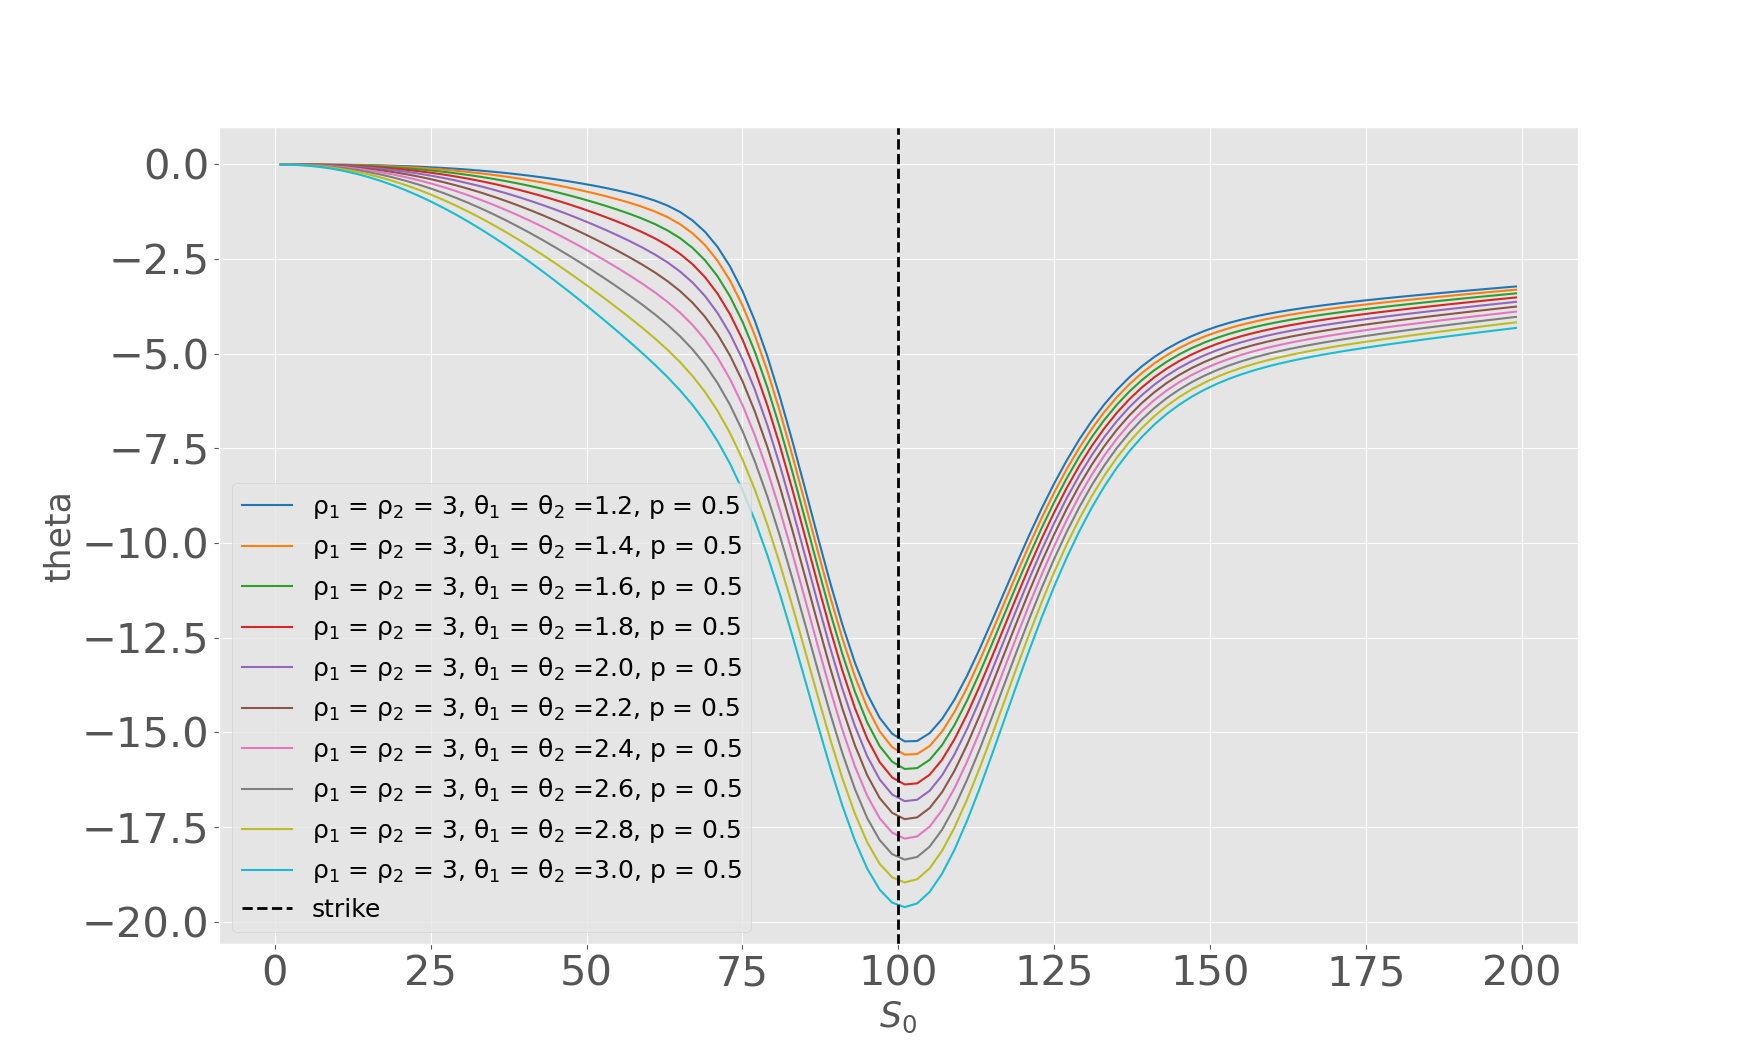 0.0
−2.5
−5.0
−7.5
−10.0
−12.5
−15.0
−17.5
−20.0
theta
ρ₁ = ρ₂ = 3, θ₁ = θ₂ =1.2, p = 0.5
ρ₁ = ρ₂ = 3, θ₁ = θ₂ =1.4, p = 0.5
ρ₁ = ρ₂ = 3, θ₁ = θ₂ =1.6, p = 0.5
ρ₁ = ρ₂ = 3, θ₁ = θ₂ =1.8, p = 0.5
ρ₁ = ρ₂ = 3, θ₁ = θ₂ =2.0, p = 0.5
ρ₁ = ρ₂ = 3, θ₁ = θ₂ =2.2, p = 0.5
ρ₁ = ρ₂ = 3, θ₁ = θ₂ =2.4, p = 0.5
ρ₁ = ρ₂ = 3, θ₁ = θ₂ =2.6, p = 0.5
ρ₁ = ρ₂ = 3, θ₁ = θ₂ =2.8, p = 0.5
ρ₁ = ρ₂ = 3, θ₁ = θ₂ =3.0, p = 0.5
strike
0 25 50 75 100 125 150 175 200
S₀